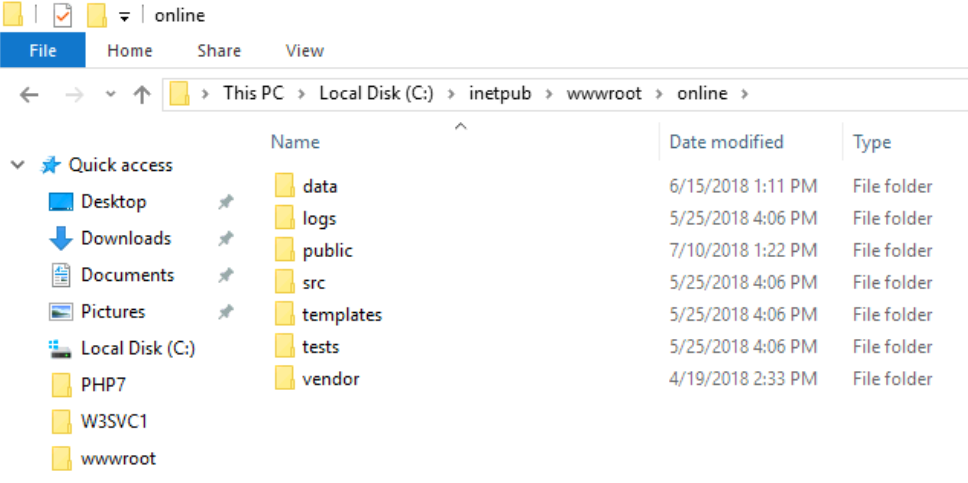 online
File Home Share View
This PC > Local Disk (C:) > inetpub > wwwroot > online >
Name Date modified Type
Quick access
Desktop
Downloads
Documents
Pictures
Local Disk (C:)
PHP7
W3SVC1
wwwroot
data 6/15/2018 1:11 PM File folder
logs 5/25/2018 4:06 PM File folder
public 7/10/2018 1:22 PM File folder
src 5/25/2018 4:06 PM File folder
templates 5/25/2018 4:06 PM File folder
tests 5/25/2018 4:06 PM File folder
vendor 4/19/2018 2:33 PM File folder